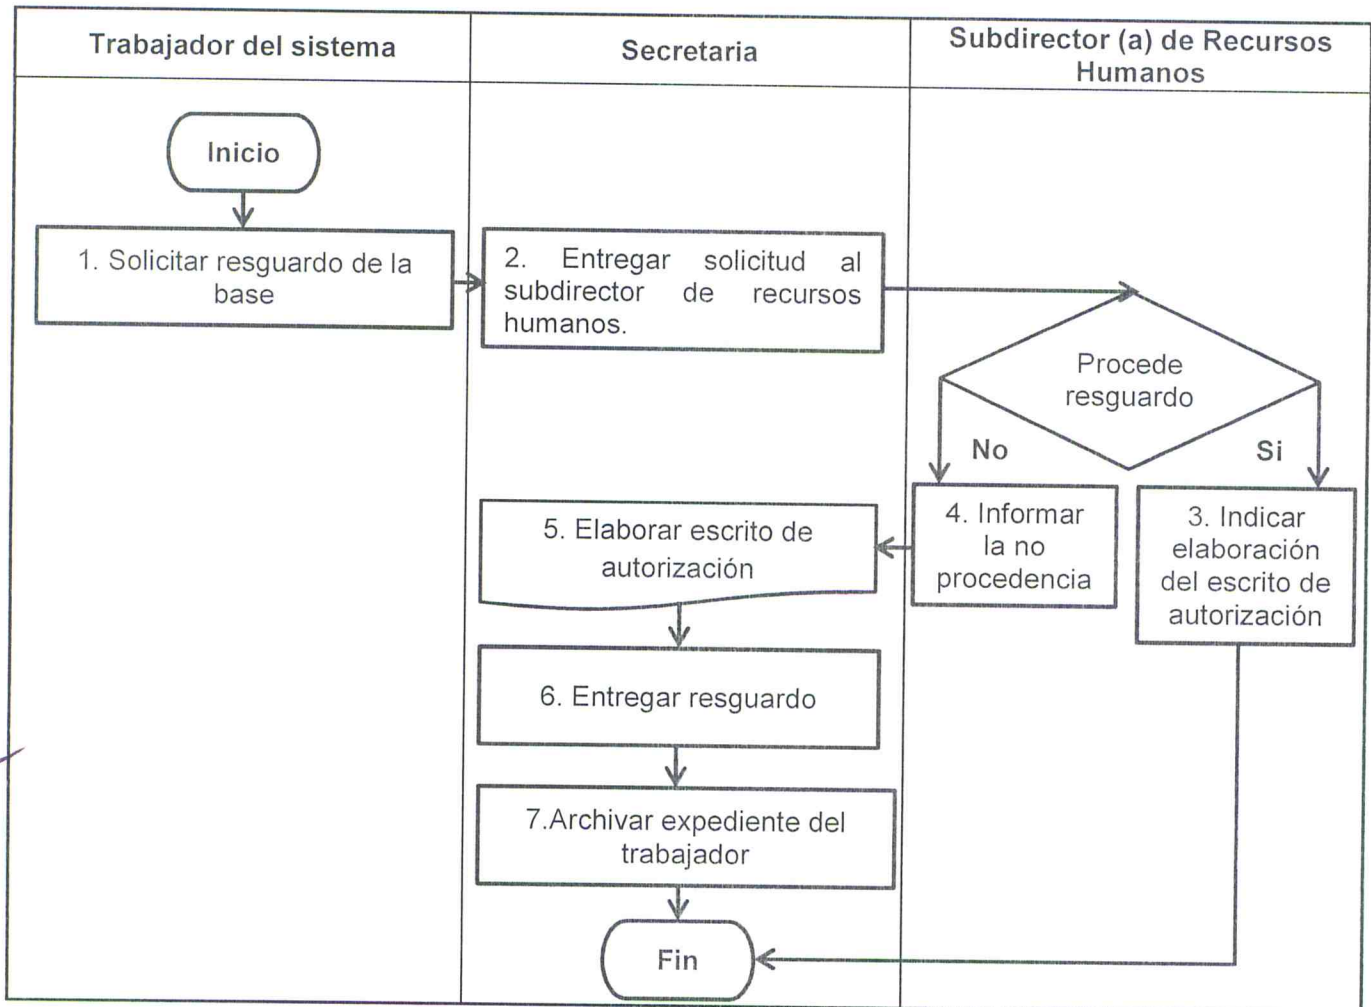 Trabajador del sistema
Secretaria
Subdirector (a) de Recursos
Humanos
Inicio
1. Solicitar resguardo de la
base
2. Entregar solicitud al
subdirector de recursos
humanos.
Procede
resguardo
No
Si
5. Elaborar escrito de
autorización
4. Informar
la no
procedencia
3. Indicar
elaboración
del escrito de
autorización
6. Entregar resguardo
7.Archivar expediente del
trabajador
Fin